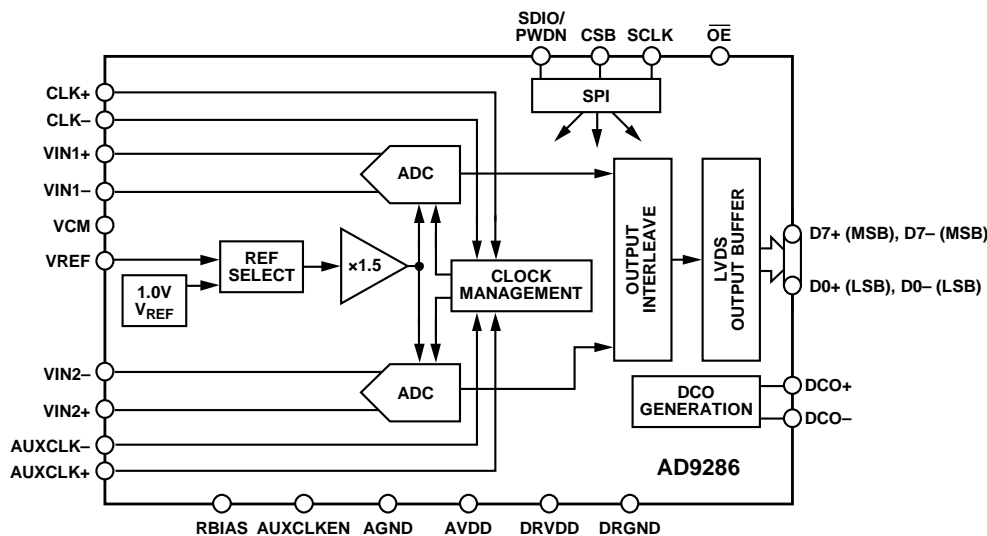 SDIO/
PWDN
CSB
SCLK
OE
SPI
CLK+
CLK–
VIN1+
VIN1–
VCM
VREF
ADC
REF
SELECT
×1.5
1.0V
VREF
CLOCK
MANAGEMENT
OUTPUT
INTERLEAVE
LVDS
OUTPUT BUFFER
D7+ (MSB), D7– (MSB)
D0+ (LSB), D0– (LSB)
VIN2–
VIN2+
ADC
AUXCLK–
AUXCLK+
DCO
GENERATION
DCO+
DCO–
AD9286
RBIAS
AUXCLKEN
AGND
AVDD
DRVDD
DRGND